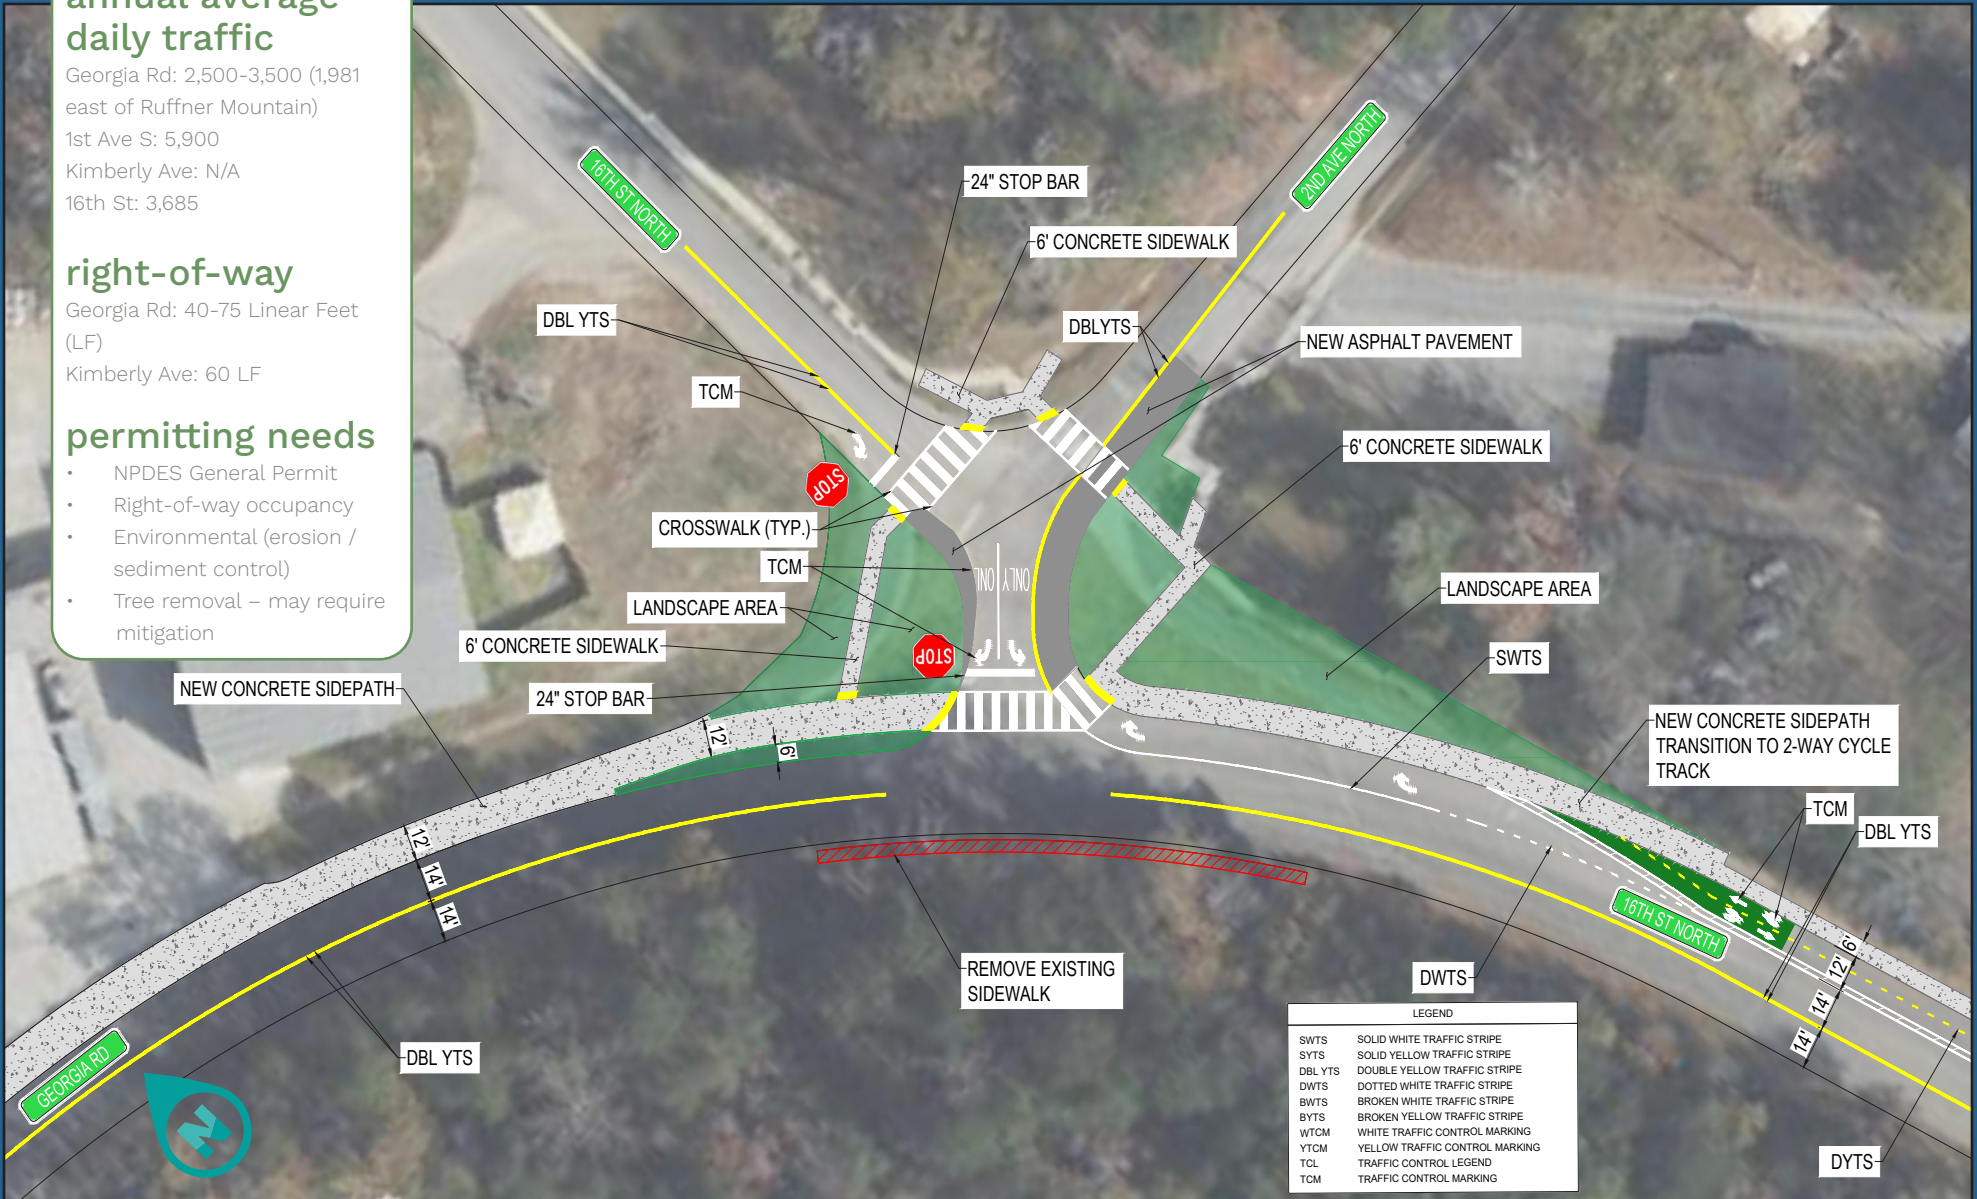 annual average
daily traffic
Georgia Rd: 2,500-3,500 (1,981
east of Ruffner Mountain)
1st Ave S: 5,900
Kimberly Ave: N/A
16th St: 3,685
right-of-way
Georgia Rd: 40-75 Linear Feet
(LF)
Kimberly Ave: 60 LF
permitting needs
• NPDES General Permit
• Right-of-way occupancy
• Environmental (erosion /
sediment control)
• Tree removal – may require
mitigation
16TH ST NORTH
2ND AVE NORTH
24" STOP BAR
6' CONCRETE SIDEWALK
DBL YTS
DBLYTS
NEW ASPHALT PAVEMENT
TCM
6' CONCRETE SIDEWALK
STOP
CROSSWALK (TYP.)
TCM
ONLY
ONLY
LANDSCAPE AREA
LANDSCAPE AREA
6' CONCRETE SIDEWALK
STOP
SWTS
NEW CONCRETE SIDEPATH
24" STOP BAR
12'
6'
NEW CONCRETE SIDEPATH
TRANSITION TO 2-WAY CYCLE
TRACK
TCM
DBL YTS
12'
14'
14'
16TH ST NORTH
6'
12'
14'
14'
REMOVE EXISTING
SIDEWALK
DWTS
GEORGIA RD
DBL YTS
N
DYTS
LEGEND
SWTS SOLID WHITE TRAFFIC STRIPE
SYTS SOLID YELLOW TRAFFIC STRIPE
DBL YTS DOUBLE YELLOW TRAFFIC STRIPE
DWTS DOTTED WHITE TRAFFIC STRIPE
BWTS BROKEN WHITE TRAFFIC STRIPE
BYTS BROKEN YELLOW TRAFFIC STRIPE
WTCM WHITE TRAFFIC CONTROL MARKING
YTCM YELLOW TRAFFIC CONTROL MARKING
TCL TRAFFIC CONTROL LEGEND
TCM TRAFFIC CONTROL MARKING